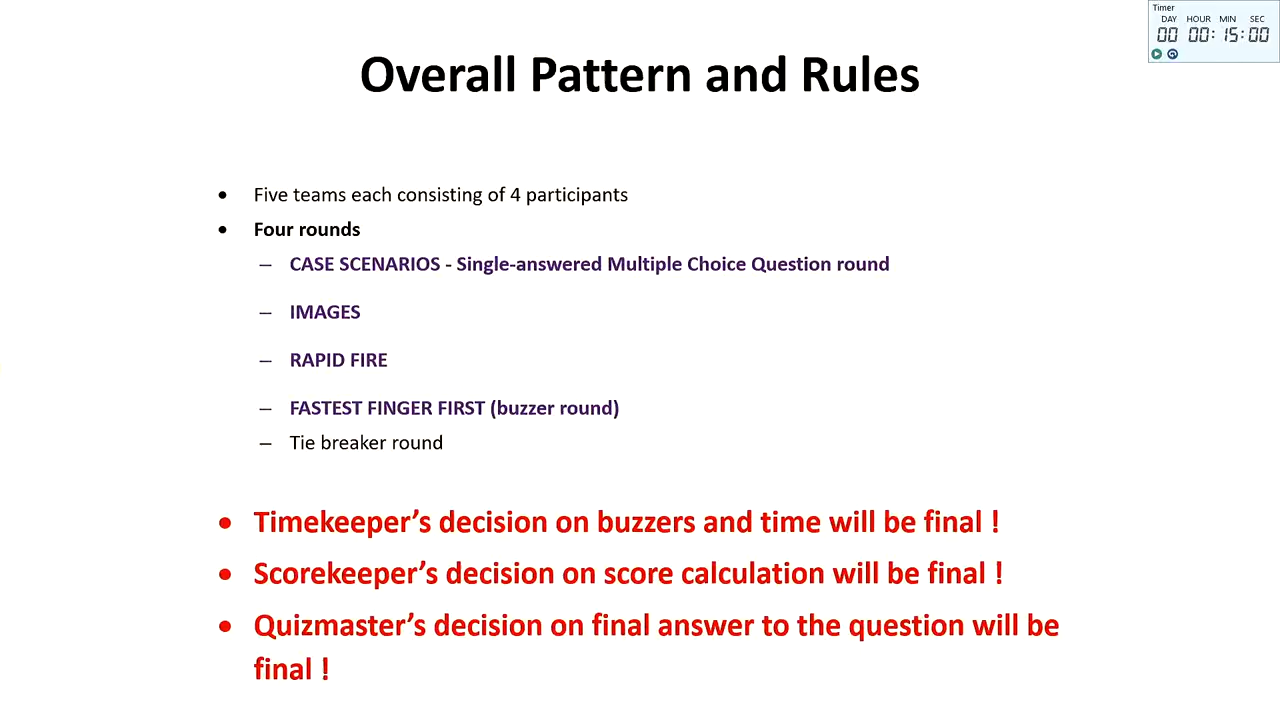 Timer
DAY HOUR MIN SEC
00 00: 15: 00
Overall Pattern and Rules
• Five teams each consisting of 4 participants
• Four rounds
– CASE SCENARIOS - Single-answered Multiple Choice Question round
– IMAGES
– RAPID FIRE
– FASTEST FINGER FIRST (buzzer round)
– Tie breaker round
• Timekeeper’s decision on buzzers and time will be final !
• Scorekeeper’s decision on score calculation will be final !
• Quizmaster’s decision on final answer to the question will be
final !